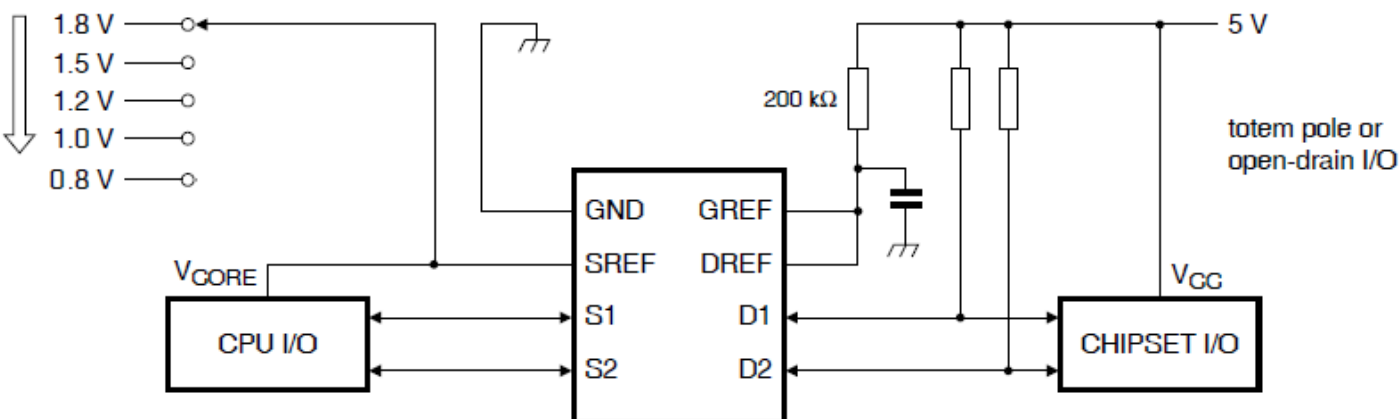 1.8 V
1.5 V
1.2 V
1.0 V
0.8 V
5 V
200 kΩ
totem pole or
open-drain I/O
GND GREF
SREF DREF
S1 D1
S2 D2
VCORE
CPU I/O
VCC
CHIPSET I/O